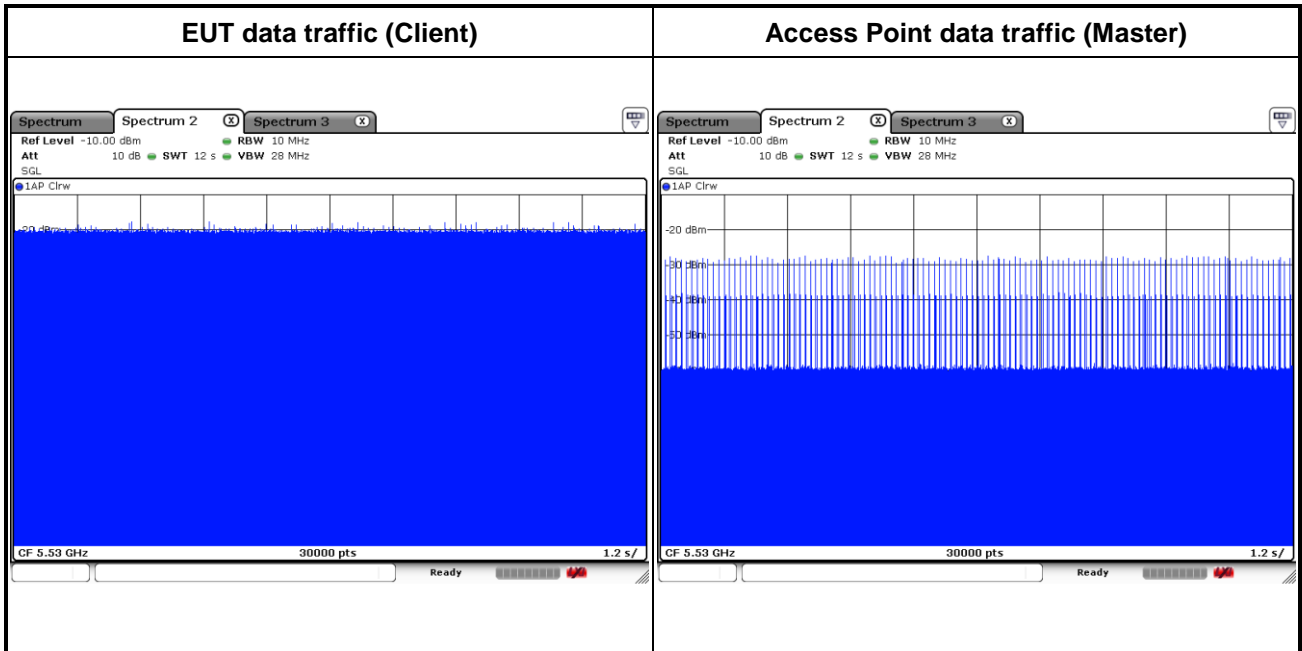 EUT data traffic (Client)
Spectrum Spectrum 2 X Spectrum 3 X
Ref Level -10.00 dBm RBW 10 MHz
Att 10 dB SWT 12 s VBW 28 MHz
SGL
1AP Clrw
-20 dBm
CF 5.53 GHz 30000 pts 1.2 s/
Ready
Access Point data traffic (Master)
Spectrum Spectrum 2 X Spectrum 3 X
Ref Level -10.00 dBm RBW 10 MHz
Att 10 dB SWT 12 s VBW 28 MHz
SGL
1AP Clrw
-20 dBm
-30 dBm
-40 dBm
-50 dBm
CF 5.53 GHz 30000 pts 1.2 s/
Ready